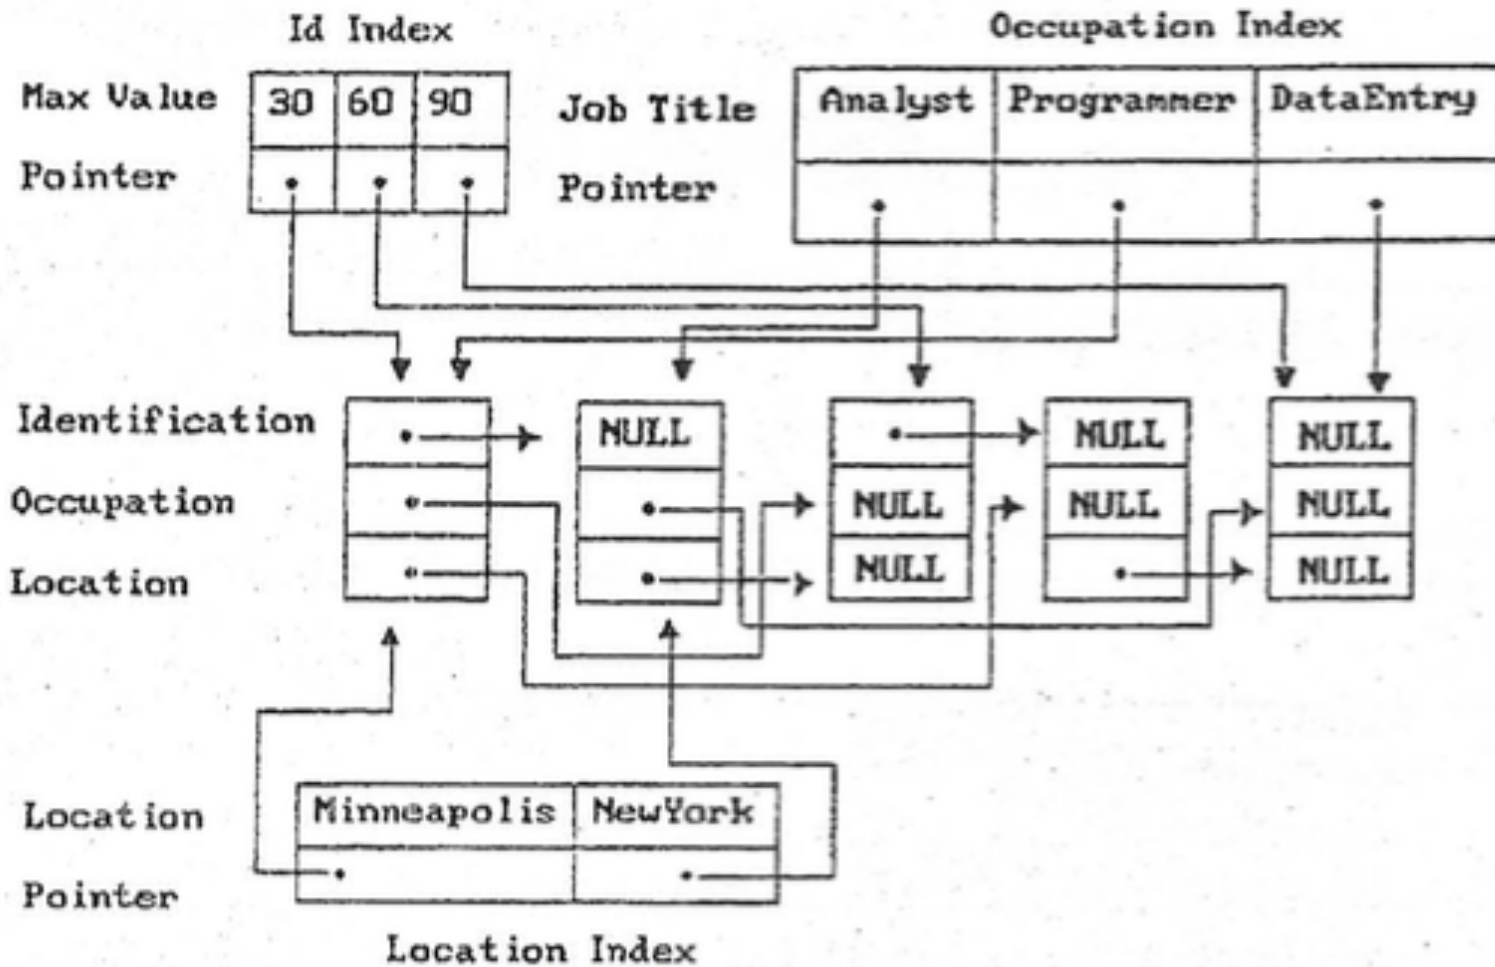 Id Index
Occupation Index
Max Value 30 60 90
Job Title Analyst Programmer DataEntry
Pointer
Pointer
Identification NULL NULL NULL
Occupation NULL NULL NULL
Location NULL NULL
Location Minneapolis NewYork
Pointer
Location Index